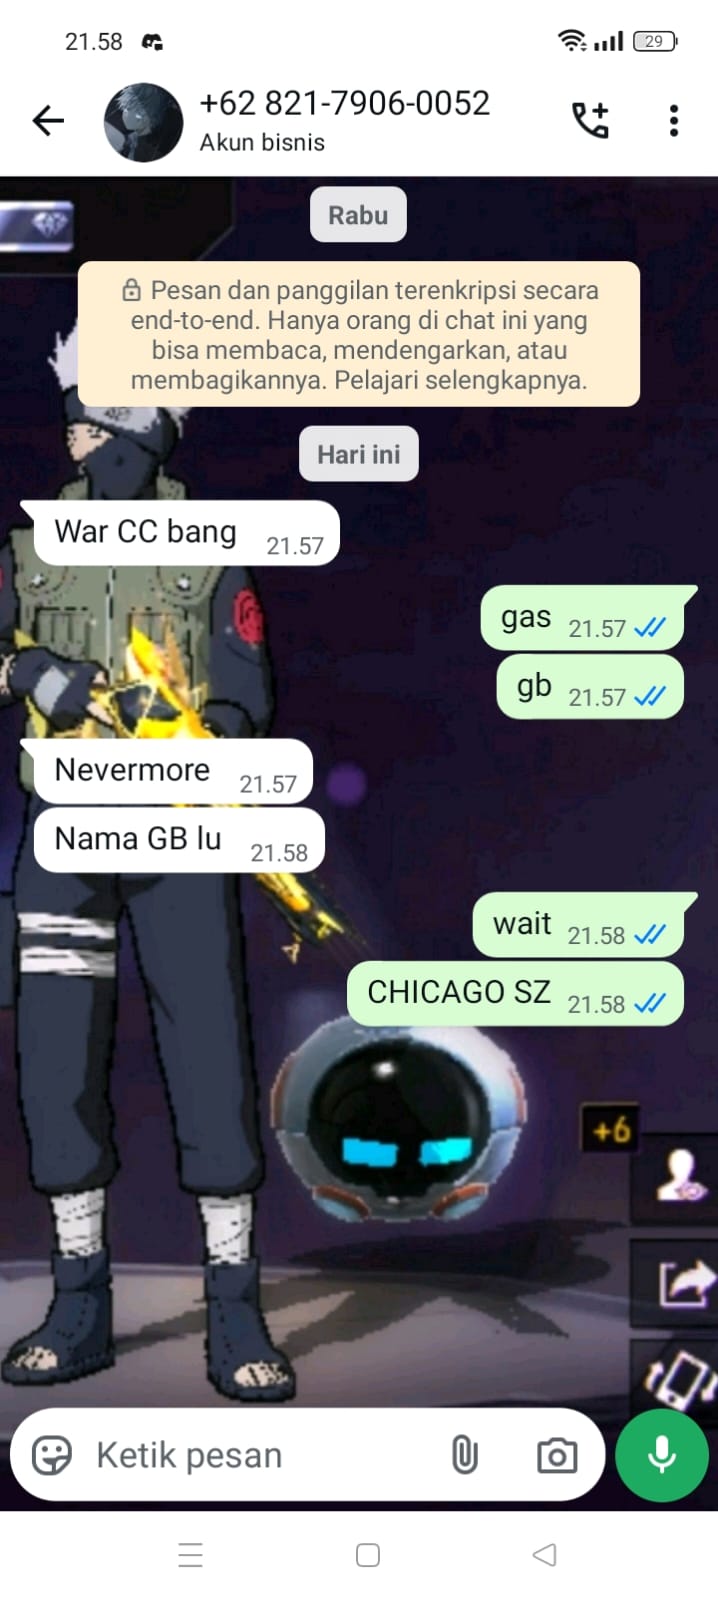 21.58
29
+62 821-7906-0052
Akun bisnis
Rabu
Pesan dan panggilan terenkripsi secara
end-to-end. Hanya orang di chat ini yang
bisa membaca, mendengarkan, atau
membagikannya. Pelajari selengkapnya.
Hari ini
War CC bang 21.57
gas 21.57
gb 21.57
Nevermore 21.57
Nama GB lu 21.58
wait 21.58
CHICAGO SZ 21.58
+6
Ketik pesan